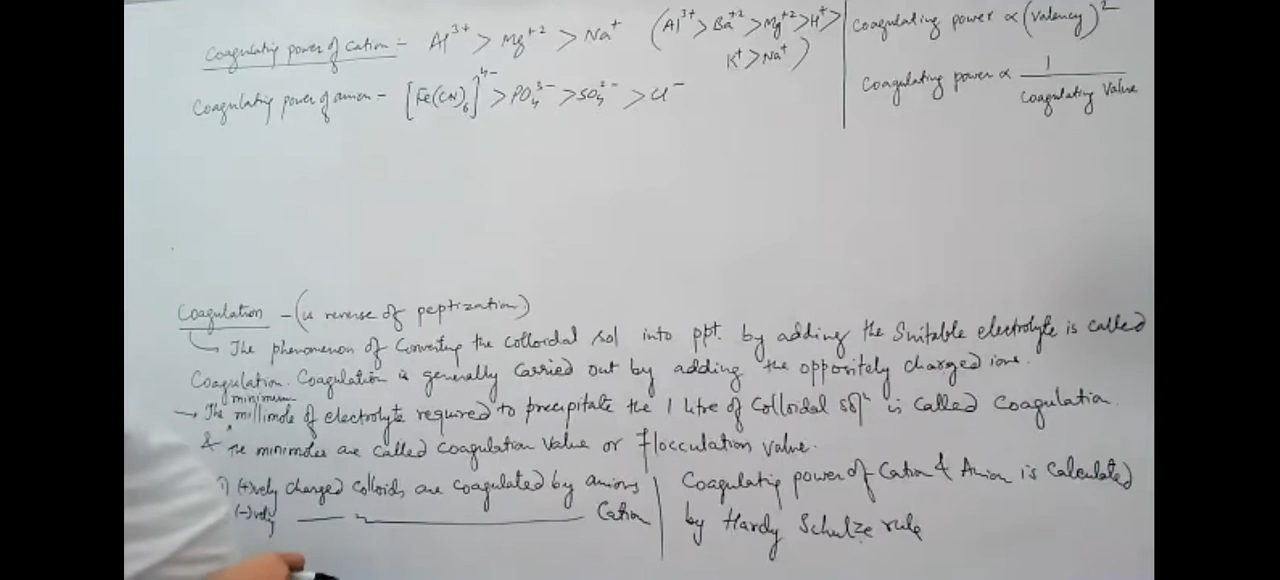 Coagulating power of Cation :- Al³⁺ > Mg⁺² > Na⁺ (Al³⁺ > Ba⁺² > Mg⁺² > H⁺ >
K⁺ > Na⁺)
Coagulating power of anion - [Fe(CN)₆]⁴⁻ > PO₄³⁻ > SO₄²⁻ > Cl⁻
Coagulating power ∝ (Valency)²
Coagulating power ∝ 1 / Coagulating Value
Coagulation - (is reverse of peptization)
The phenomenon of Converting the colloidal sol into ppt. by adding the Suitable electrolyte is called
Coagulation. Coagulation is generally Carried out by adding the oppositely charged ions.
minimum
→ The millimole of electrolyte required to precipitate the 1 Litre of Colloidal solⁿ is Called Coagulation.
& The minimoles are called coagulation Value or Flocculation value.
(+)vely charged Colloids are coagulated by anions
(-)vely — — Cation
Coagulating power of Cation & Anion is Calculated
by Hardy Schulze rule